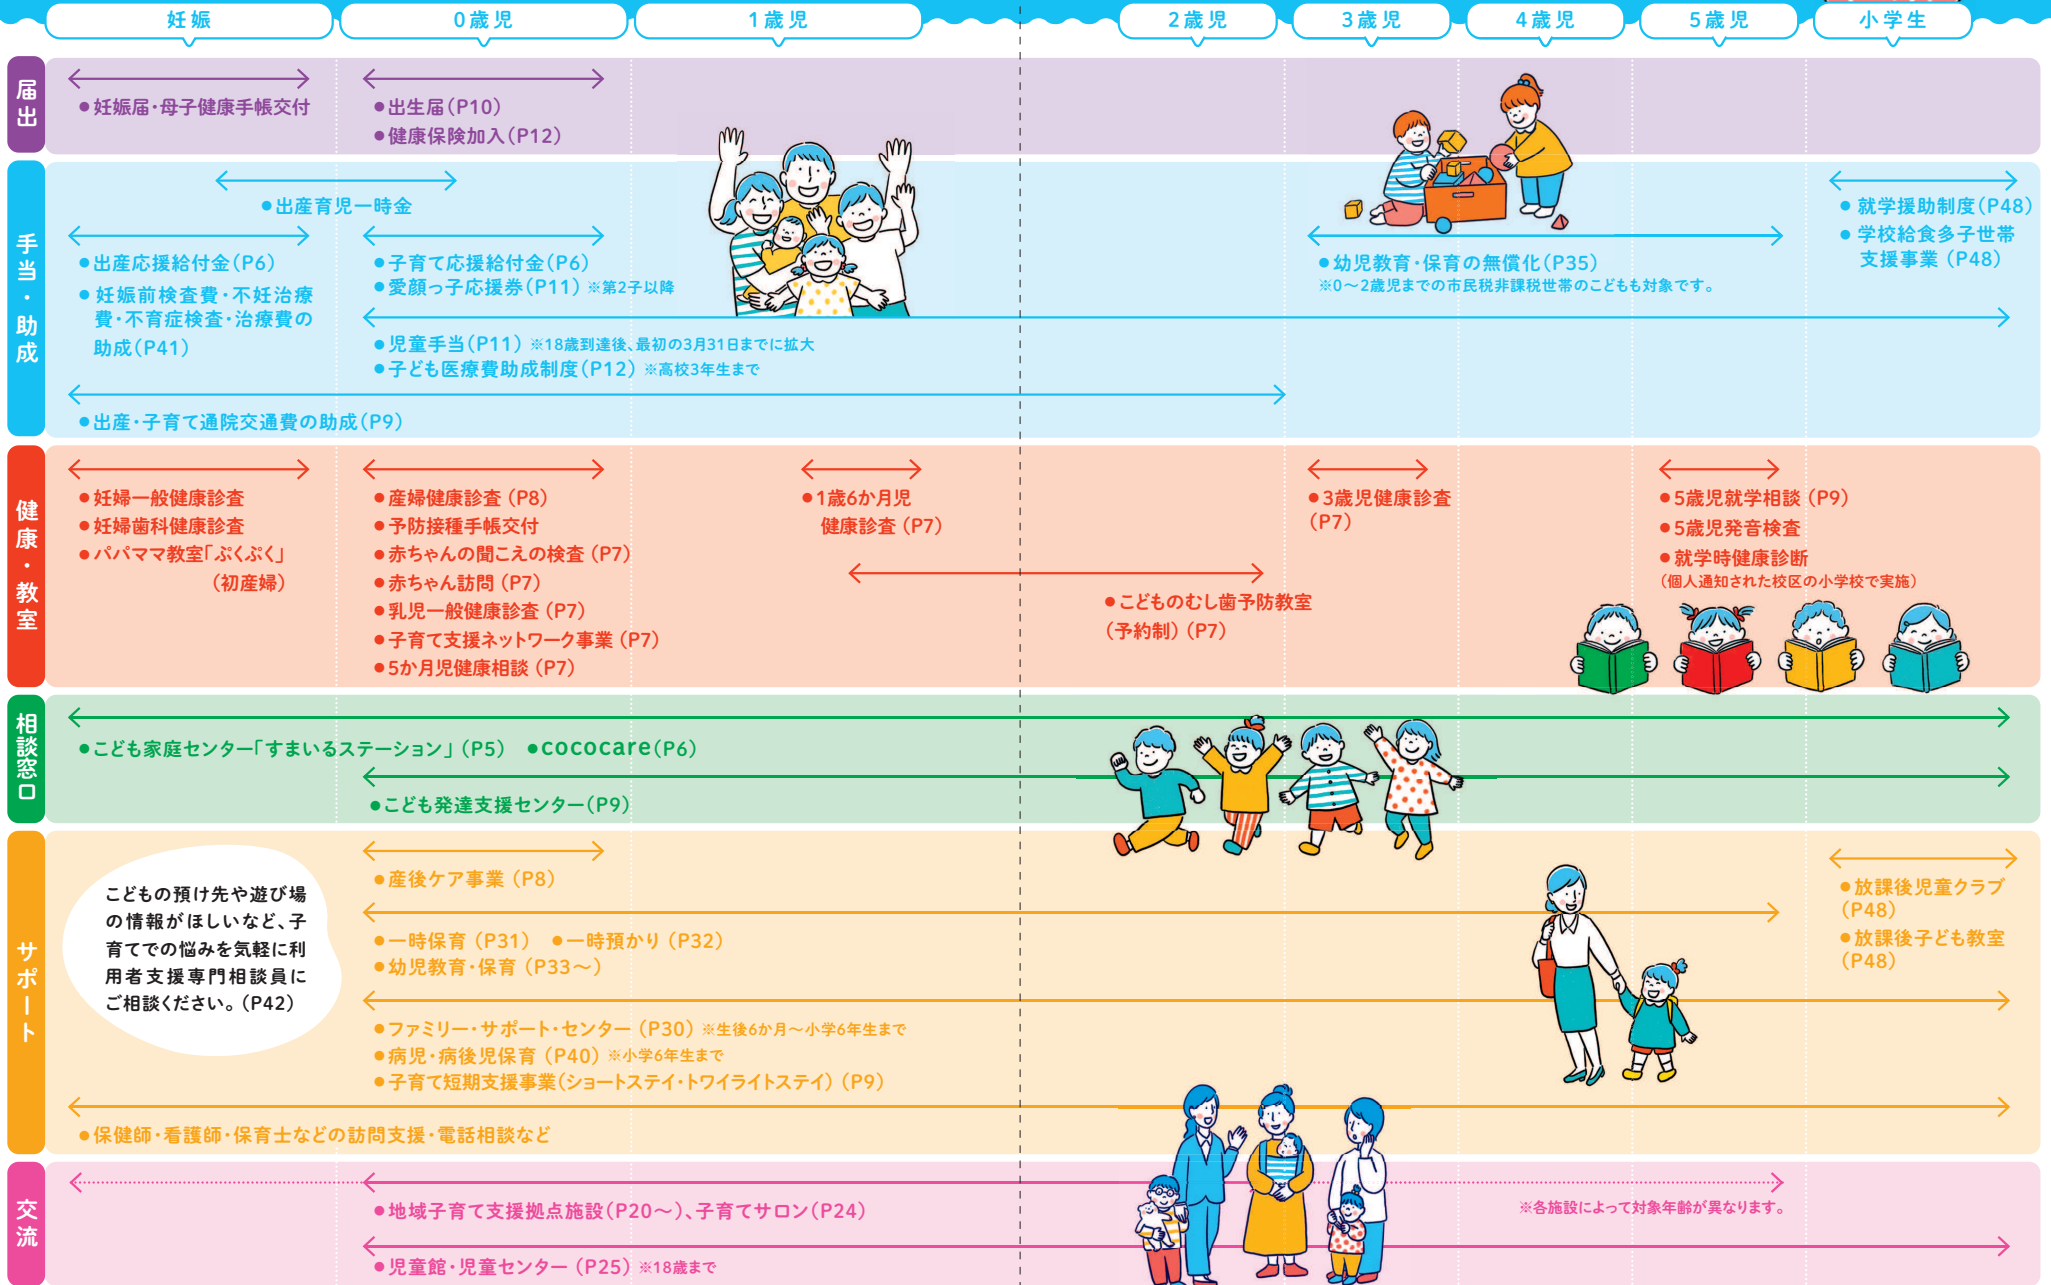 妊娠
0歳児
1歳児
2歳児
3歳児
4歳児
5歳児
小学生
届出
●妊娠届・母子健康手帳交付
●出生届(P10)
●健康保険加入(P12)
手当・助成
●出産育児一時金
●出産応援給付金(P6)
●妊娠前検査費・不妊治療
費・不育症検査・治療費の
助成(P41)
●子育て応援給付金(P6)
●愛顔っ子応援券(P11) ※第2子以降
●児童手当(P11) ※18歳到達後、最初の3月31日までに拡大
●子ども医療費助成制度(P12) ※高校3年生まで
●出産・子育て通院交通費の助成(P9)
●幼児教育・保育の無償化(P35)
※0～2歳児までの市民税非課税世帯のこどもも対象です。
●就学援助制度(P48)
●学校給食多子世帯
支援事業(P48)
健康・教室
●妊婦一般健康診査
●妊婦歯科健康診査
●パパママ教室「ぷくぷく」
(初産婦)
●産婦健康診査(P8)
●予防接種手帳交付
●赤ちゃんの聞こえの検査(P7)
●赤ちゃん訪問(P7)
●乳児一般健康診査(P7)
●子育て支援ネットワーク事業(P7)
●5か月児健康相談(P7)
●1歳6か月児
健康診査(P7)
●こどものむし歯予防教室
(予約制)(P7)
●3歳児健康診査
(P7)
●5歳児就学相談(P9)
●5歳児発音検査
●就学時健康診断
(個人通知された校区の小学校で実施)
相談窓口
●こども家庭センター「すまいるステーション」(P5) ●cococare(P6)
●こども発達支援センター(P9)
サポート
こどもの預け先や遊び場
の情報がほしいなど、子
育てでの悩みを気軽に利
用者支援専門相談員に
ご相談ください。(P42)
●産後ケア事業(P8)
●一時保育(P31) ●一時預かり(P32)
●幼児教育・保育(P33～)
●ファミリー・サポート・センター(P30) ※生後6か月～小学6年生まで
●病児・病後児保育(P40) ※小学6年生まで
●子育て短期支援事業(ショートステイ・トワイライトステイ)(P9)
●保健師・看護師・保育士などの訪問支援・電話相談など
●放課後児童クラブ
(P48)
●放課後子ども教室
(P48)
交流
●地域子育て支援拠点施設(P20～)、子育てサロン(P24)
※各施設によって対象年齢が異なります。
●児童館・児童センター(P25) ※18歳まで